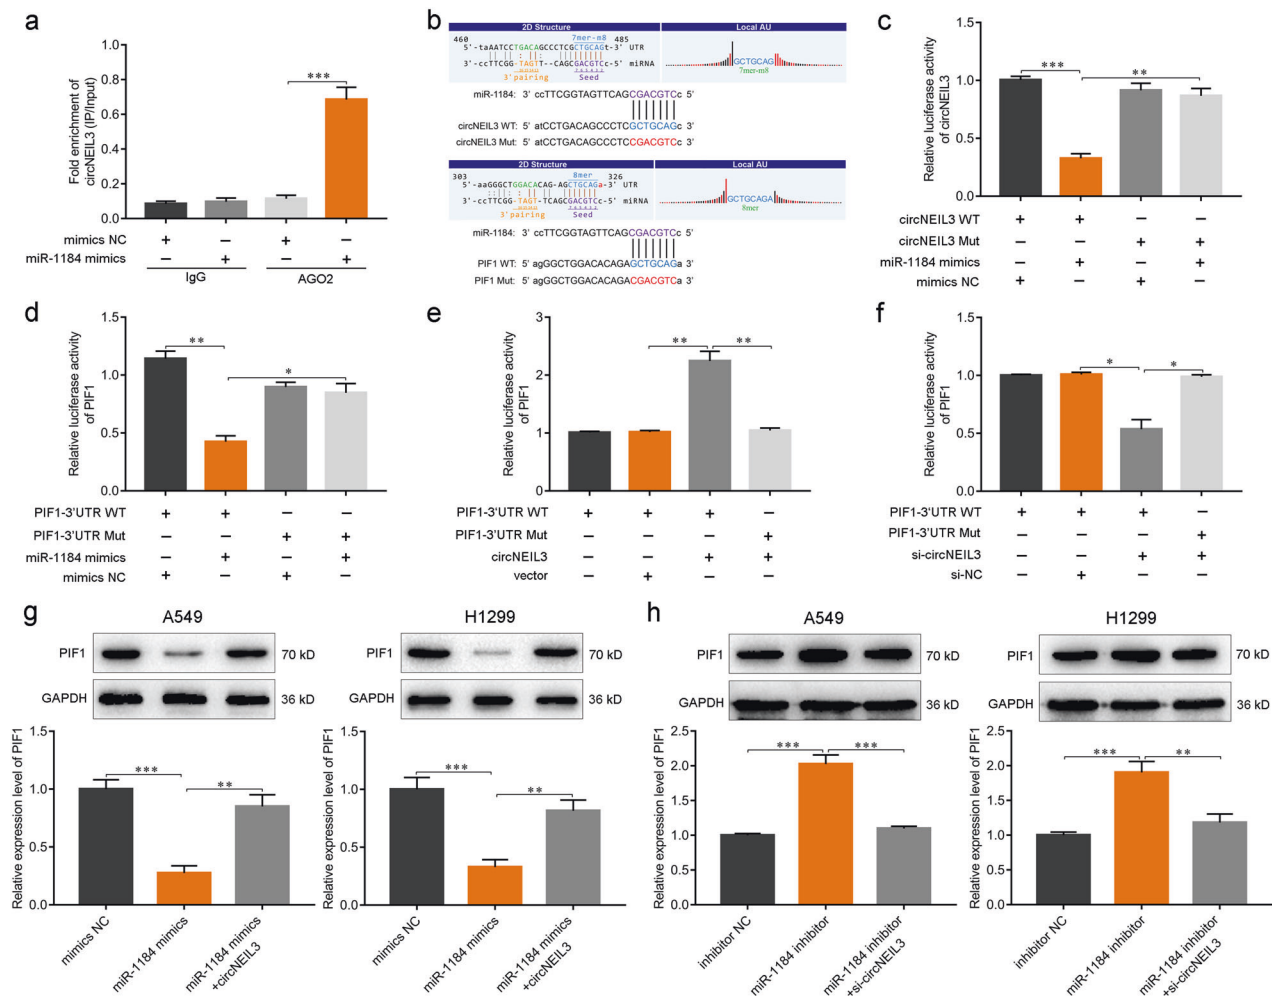 a
Fold enrichment of
circNEIL3 (IP/Input)
1.0
0.8
0.6
0.4
0.2
0.0
***
mimics NC + – + –
miR-1184 mimics – + – +
IgG AGO2
b
2D Structure Local AU
460 7mer-m8 485
5'-taAATCCTGACAGCCCTCGCTGCAGt-3' UTR
3'-ccTTCGG-TAGTT--CAGCGACGTCc-5' miRNA
3'pairing Seed
GCTGCAG
7mer-m8
miR-1184: 3' ccTTCGGTAGTTCAGCGACGTCc 5'
circNEIL3 WT: 5' atCCTGACAGCCCTCGCTGCAGc 3'
circNEIL3 Mut: 5' atCCTGACAGCCCTCCGACGTCc 3'
2D Structure Local AU
303 8mer 326
5'-aaGGGCTGGACACAG-AGCTGCAGa-3' UTR
3'-ccTTCGG-TAGT-TCAGCGACGTCc-5' miRNA
3'pairing Seed
GCTGCAGA
8mer
miR-1184: 3' ccTTCGGTAGTTCAGCGACGTCc 5'
PIF1 WT: 5' agGGCTGGACACAGAGCTGCAGa 3'
PIF1 Mut: 5' agGGCTGGACACAGACGACGTCa 3'
c
Relative luciferase activity
of circNEIL3
1.5
1.0
0.5
0.0
*** **
circNEIL3 WT + + – –
circNEIL3 Mut – – + +
miR-1184 mimics – + – +
mimics NC + – + –
d
Relative luciferase activity
of PIF1
1.5
1.0
0.5
0.0
**
*
PIF1-3'UTR WT + + – –
PIF1-3'UTR Mut – – + +
miR-1184 mimics – + – +
mimics NC + – + –
e
Relative luciferase activity
of PIF1
3
2
1
0
** **
PIF1-3'UTR WT + + + –
PIF1-3'UTR Mut – – – +
circNEIL3 – – + +
vector – + – –
f
Relative luciferase activity
of PIF1
1.5
1.0
0.5
0.0
* *
PIF1-3'UTR WT + + + –
PIF1-3'UTR Mut – – – +
si-circNEIL3 – – + +
si-NC – + – –
g
A549
PIF1 70 kD
GAPDH 36 kD
Relative expression level of PIF1
1.5
1.0
0.5
0.0
*** **
mimics NC
miR-1184 mimics
miR-1184 mimics
+circNEIL3
H1299
PIF1 70 kD
GAPDH 36 kD
Relative expression level of PIF1
1.5
1.0
0.5
0.0
*** **
mimics NC
miR-1184 mimics
miR-1184 mimics
+circNEIL3
h
A549
PIF1 70 kD
GAPDH 36 kD
Relative expression level of PIF1
2.5
2.0
1.5
1.0
0.5
0.0
*** ***
inhibitor NC
miR-1184 inhibitor
miR-1184 inhibitor
+si-circNEIL3
H1299
PIF1 70 kD
GAPDH 36 kD
Relative expression level of PIF1
2.5
2.0
1.5
1.0
0.5
0.0
*** **
inhibitor NC
miR-1184 inhibitor
miR-1184 inhibitor
+si-circNEIL3